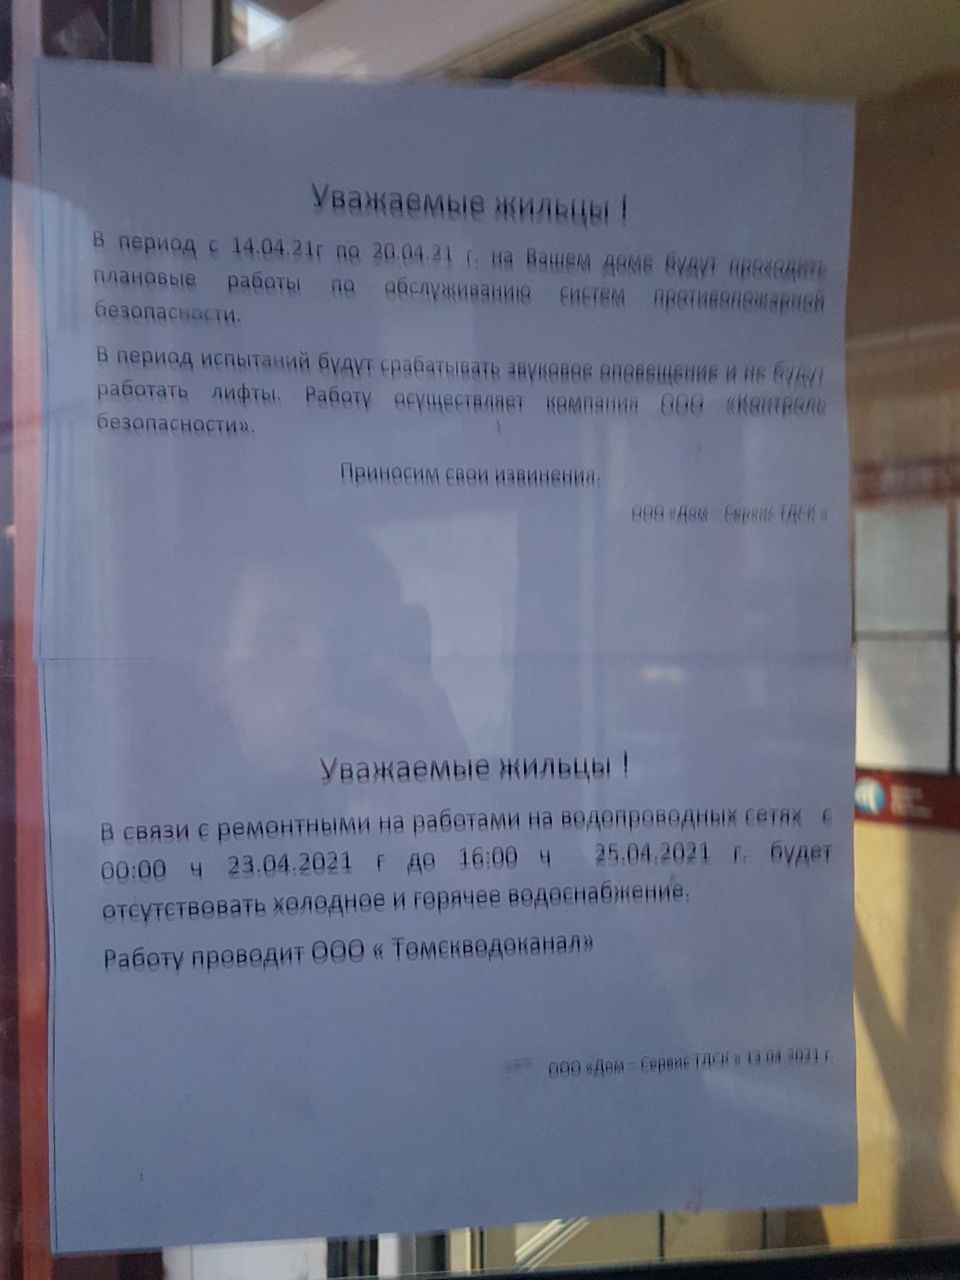 Уважаемые жильцы !
В период с 14.04.21г по 20.04.21 г. на Вашем доме будут проходить
плановые работы по обслуживанию систем противопожарной
безопасности.
В период испытаний будут срабатывать звуковое оповещение и не будут
работать лифты. Работу осуществляет компания ООО «Контроль
безопасности».
Приносим свои извинения.
ООО «Дом – Сервис ТДСК »
Уважаемые жильцы !
В связи с ремонтными на работами на водопроводных сетях с
00:00 ч 23.04.2021 г до 16:00 ч 25.04.2021 г. будет
отсутствовать холодное и горячее водоснабжение.
Работу проводит ООО « Томскводоканал»
ООО «Дом – Сервис ТДСК » 13.04.2021 г.